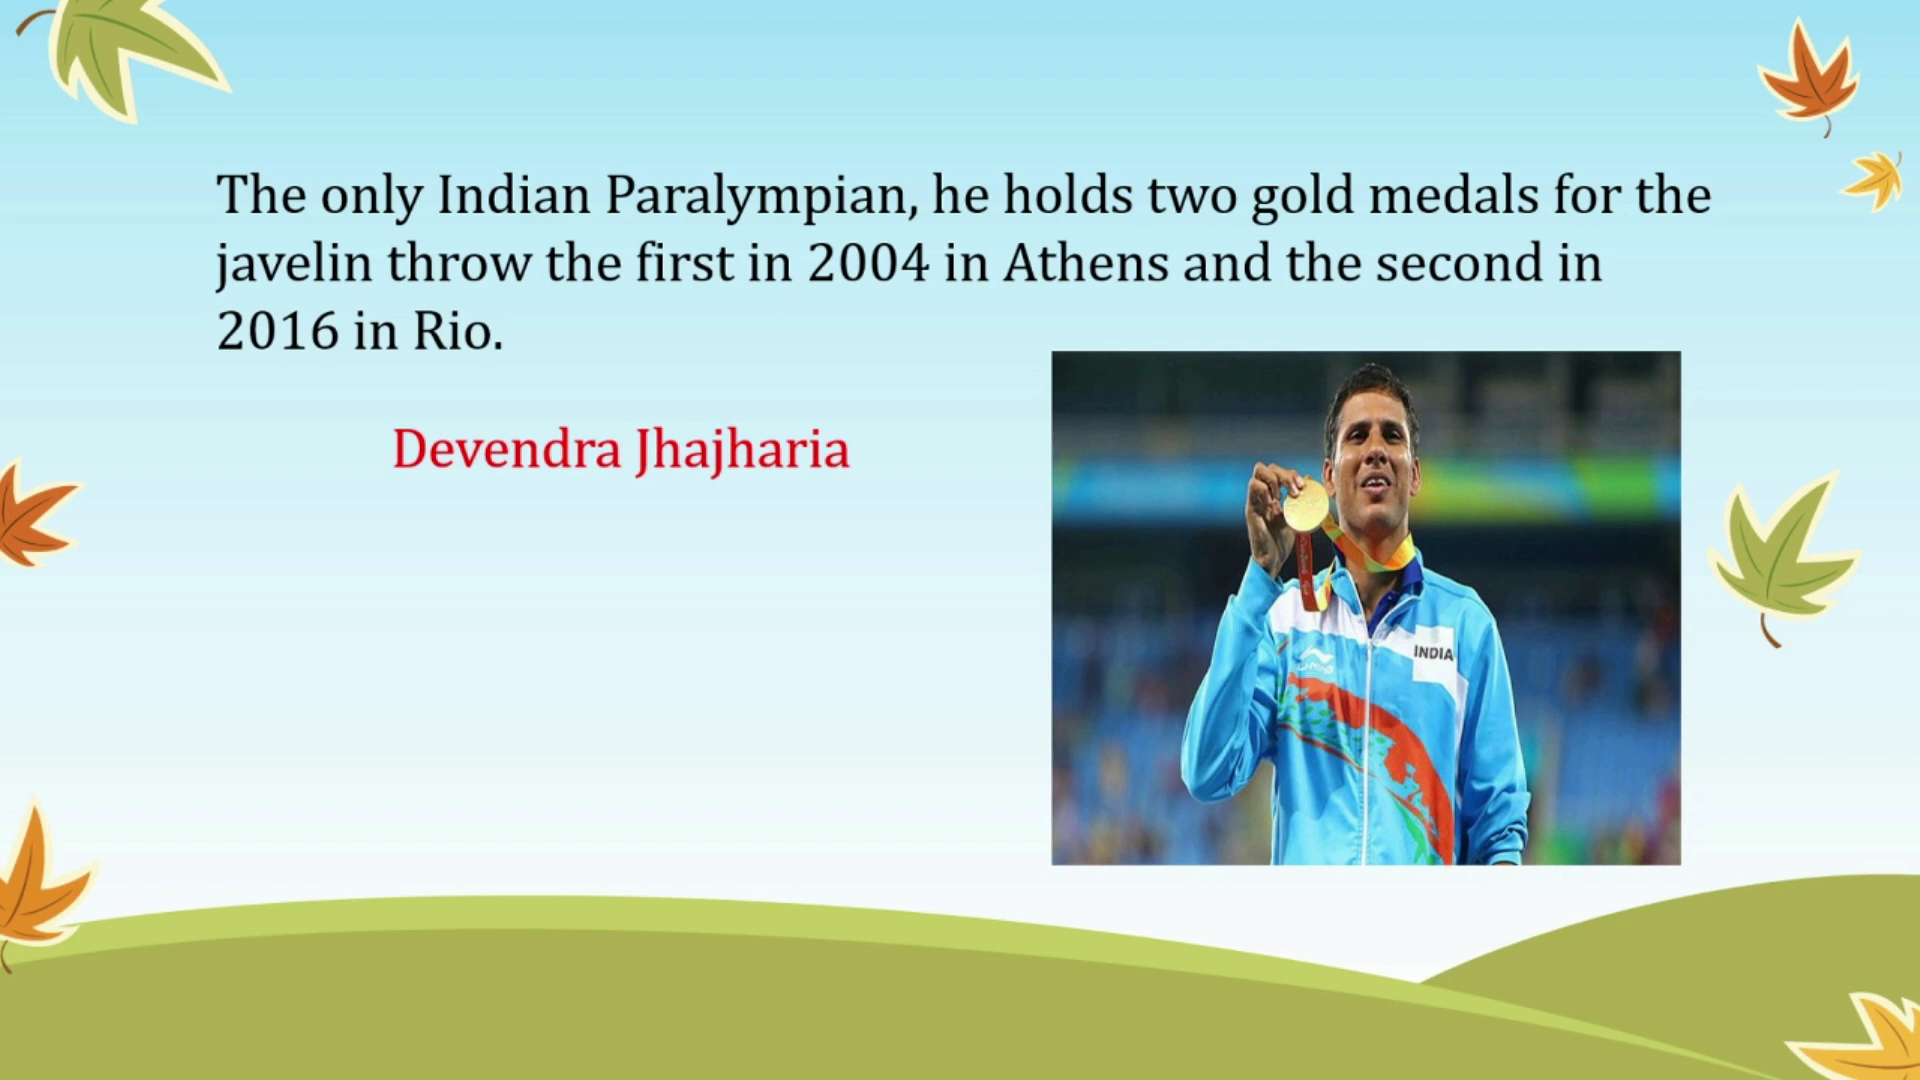 The only Indian Paralympian, he holds two gold medals for the
javelin throw the first in 2004 in Athens and the second in
2016 in Rio.
Devendra Jhajharia
INDIA